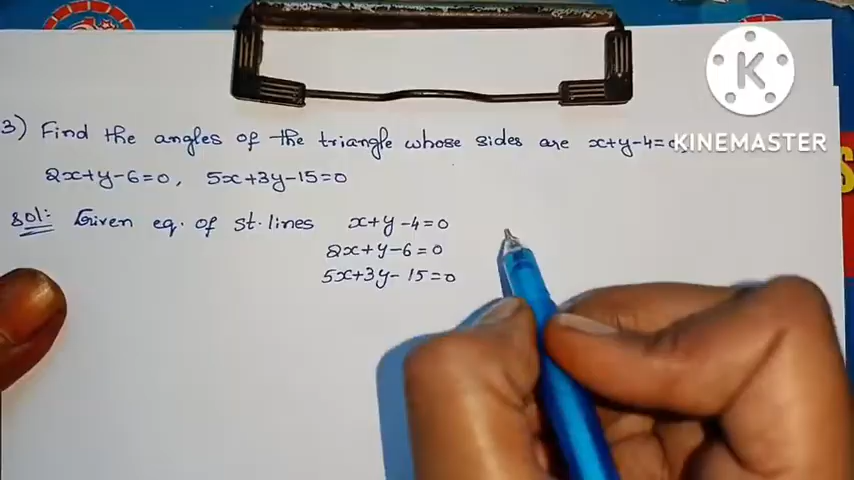 3) Find the angles of the triangle whose sides are x+y-4=0,
2x+y-6=0, 5x+3y-15=0
Sol:- Given eq. of st.lines x+y-4=0
2x+y-6=0
5x+3y-15=0
K
KINEMASTER